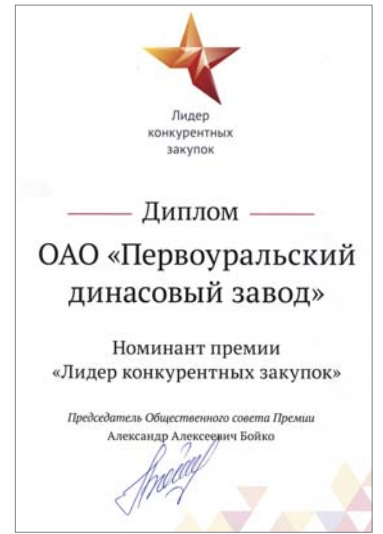 Лидер
конкурентных
закупок
Диплом
ОАО «Первоуральский
динасовый завод»
Номинант премии
«Лидер конкурентных закупок»
Председатель Общественного совета Премии
Александр Алексеевич Бойко